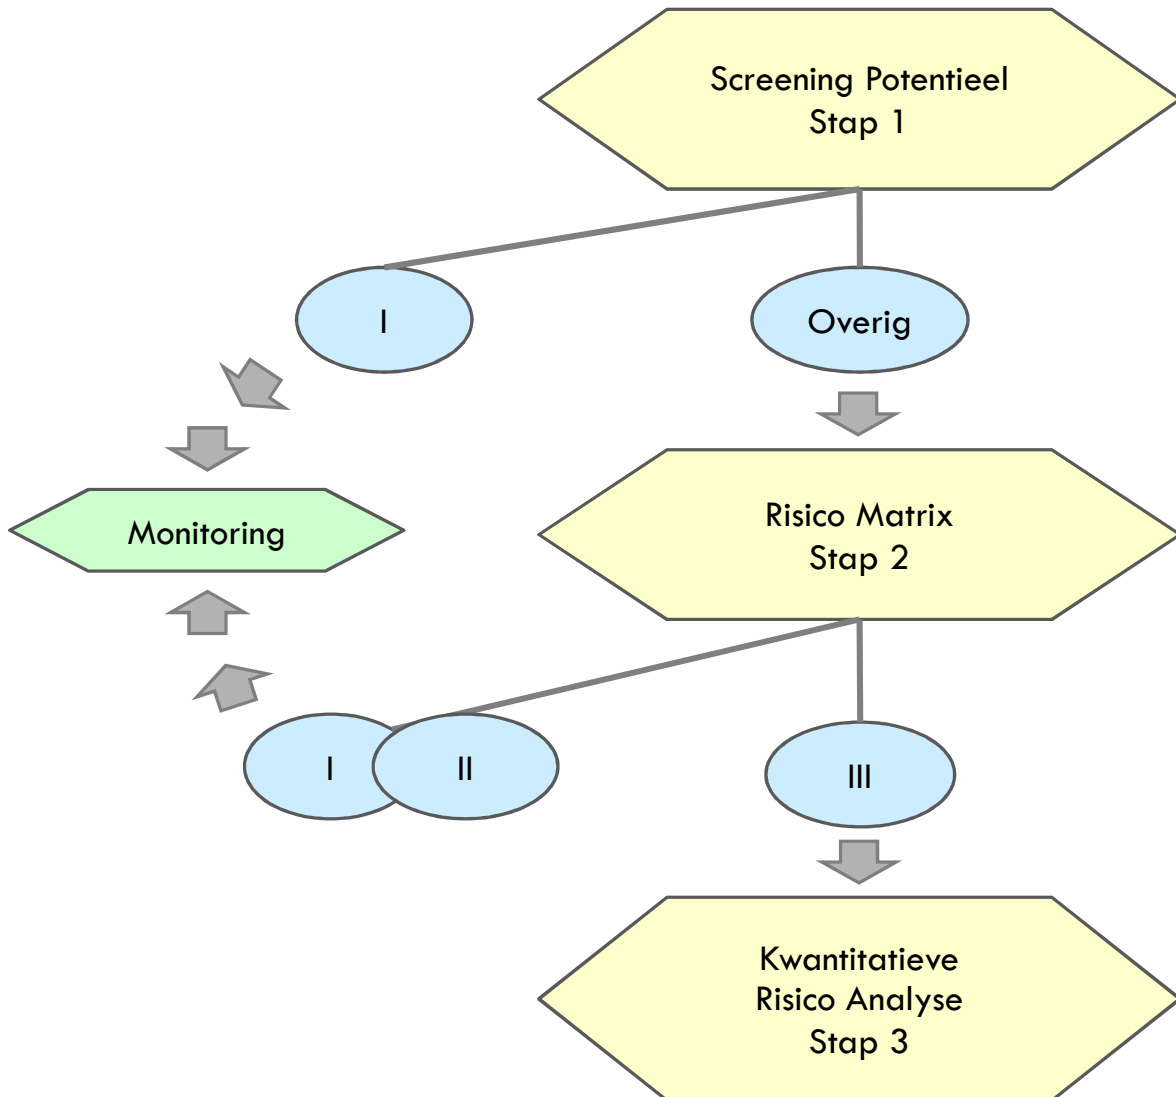 Screening Potentieel
Stap 1
I
Overig
Monitoring
Risico Matrix
Stap 2
I
II
III
Kwantitatieve
Risico Analyse
Stap 3